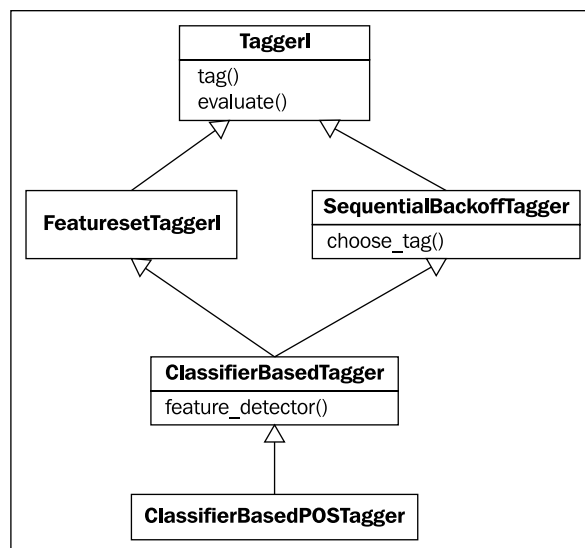 TaggerI
tag()
evaluate()
FeaturesetTaggerI
SequentialBackoffTagger
choose_tag()
ClassifierBasedTagger
feature_detector()
ClassifierBasedPOSTagger